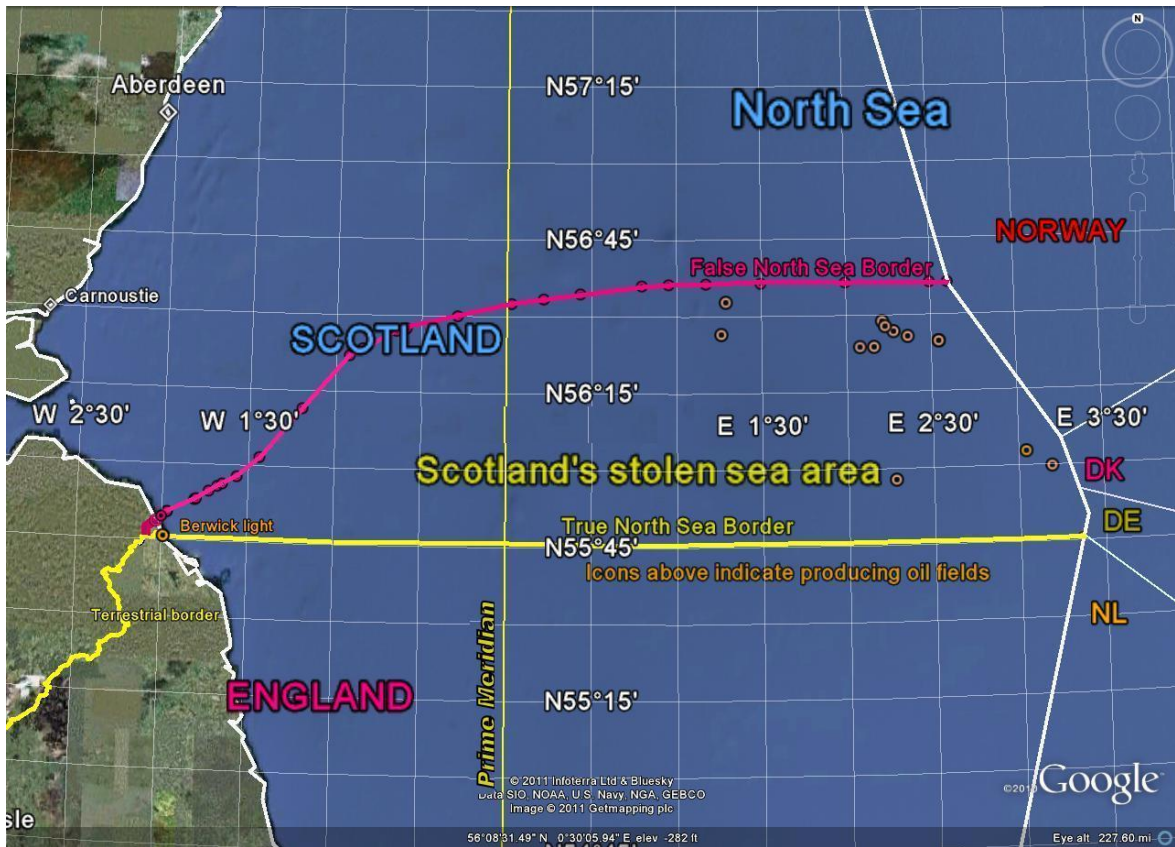 N
Aberdeen
N57°15'
North Sea
N56°45'
NORWAY
False North Sea Border
Carnoustie
SCOTLAND
N56°15'
W 2°30'
W 1°30'
E 1°30'
E 2°30'
E 3°30'
Scotland's stolen sea area
DK
Berwick light
True North Sea Border
DE
N55°45'
Icons above indicate producing oil fields
Terrestrial border
NL
Prime Meridian
ENGLAND
N55°15'
© 2011 Infoterra Ltd & Bluesky
Data SIO, NOAA, U.S. Navy, NGA, GEBCO
Image © 2011 Getmapping plc
Google
sle
56°08'31.49" N 0°30'05.94" E elev -282 ft
Eye alt 227.60 mi